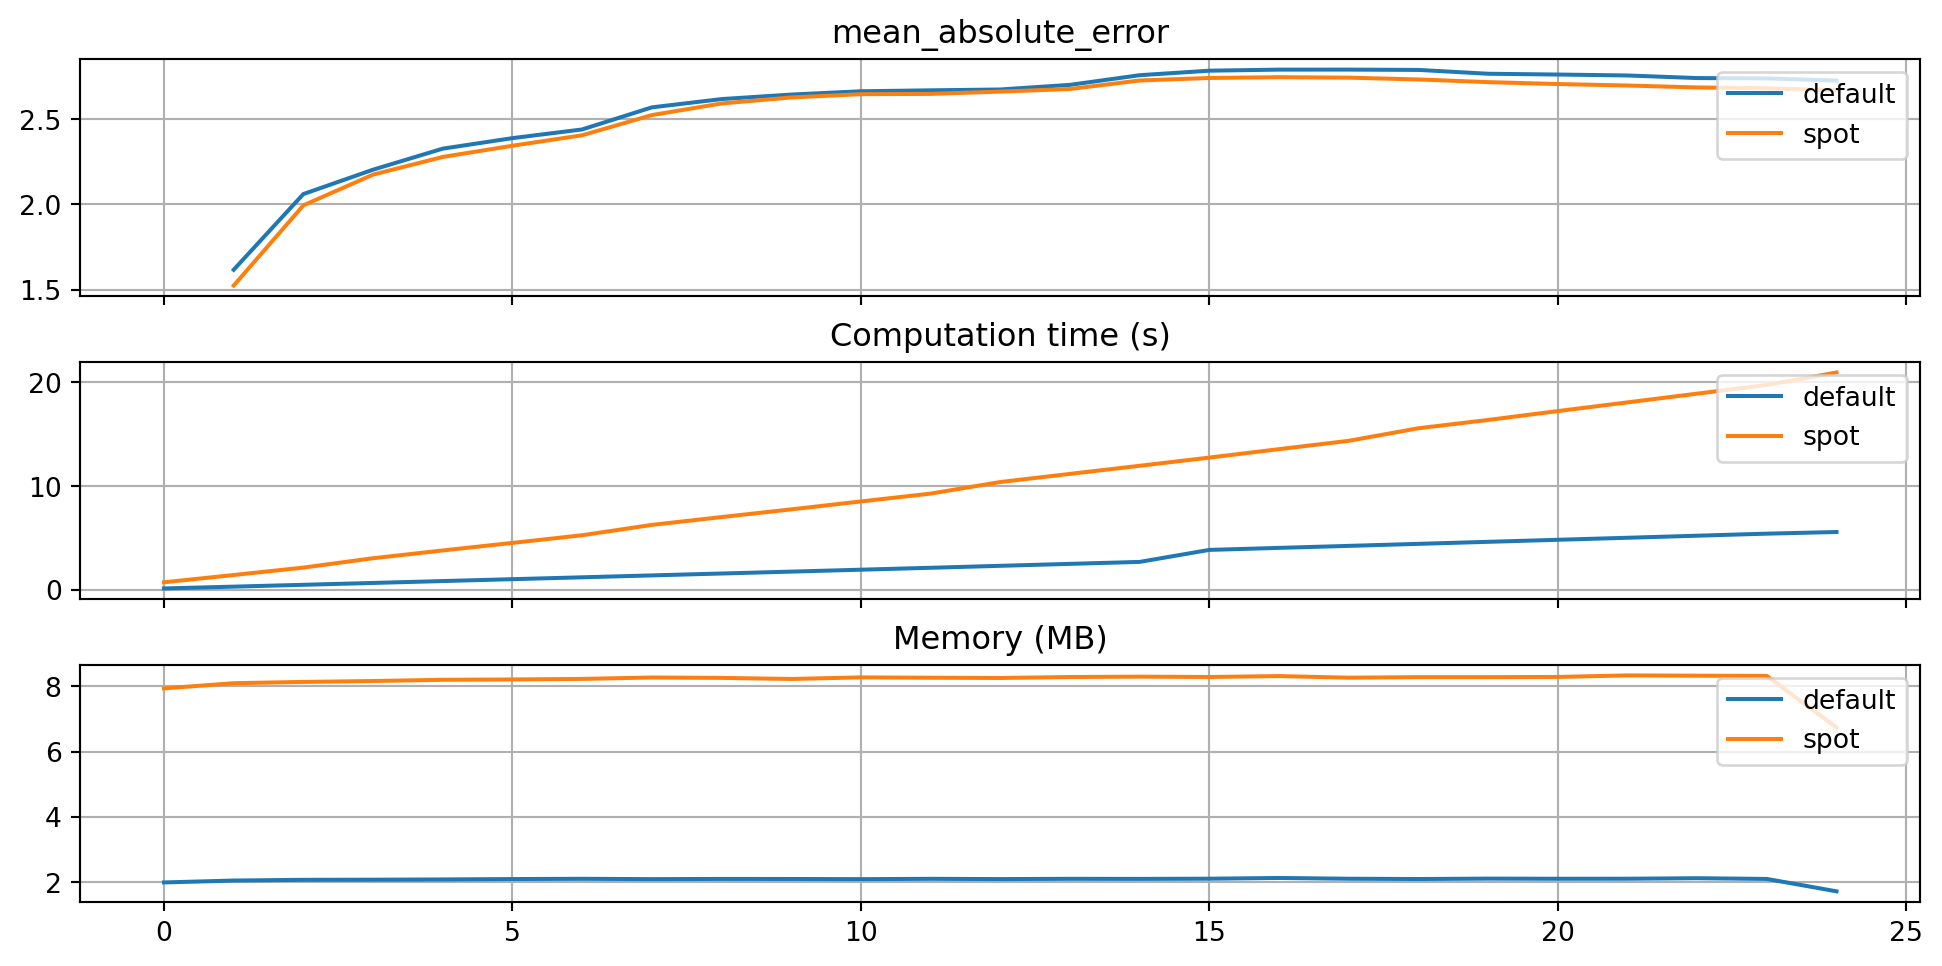 mean_absolute_error
2.5
2.0
1.5
default
spot
Computation time (s)
20
10
0
default
spot
Memory (MB)
8
6
4
2
default
spot
0 5 10 15 20 25